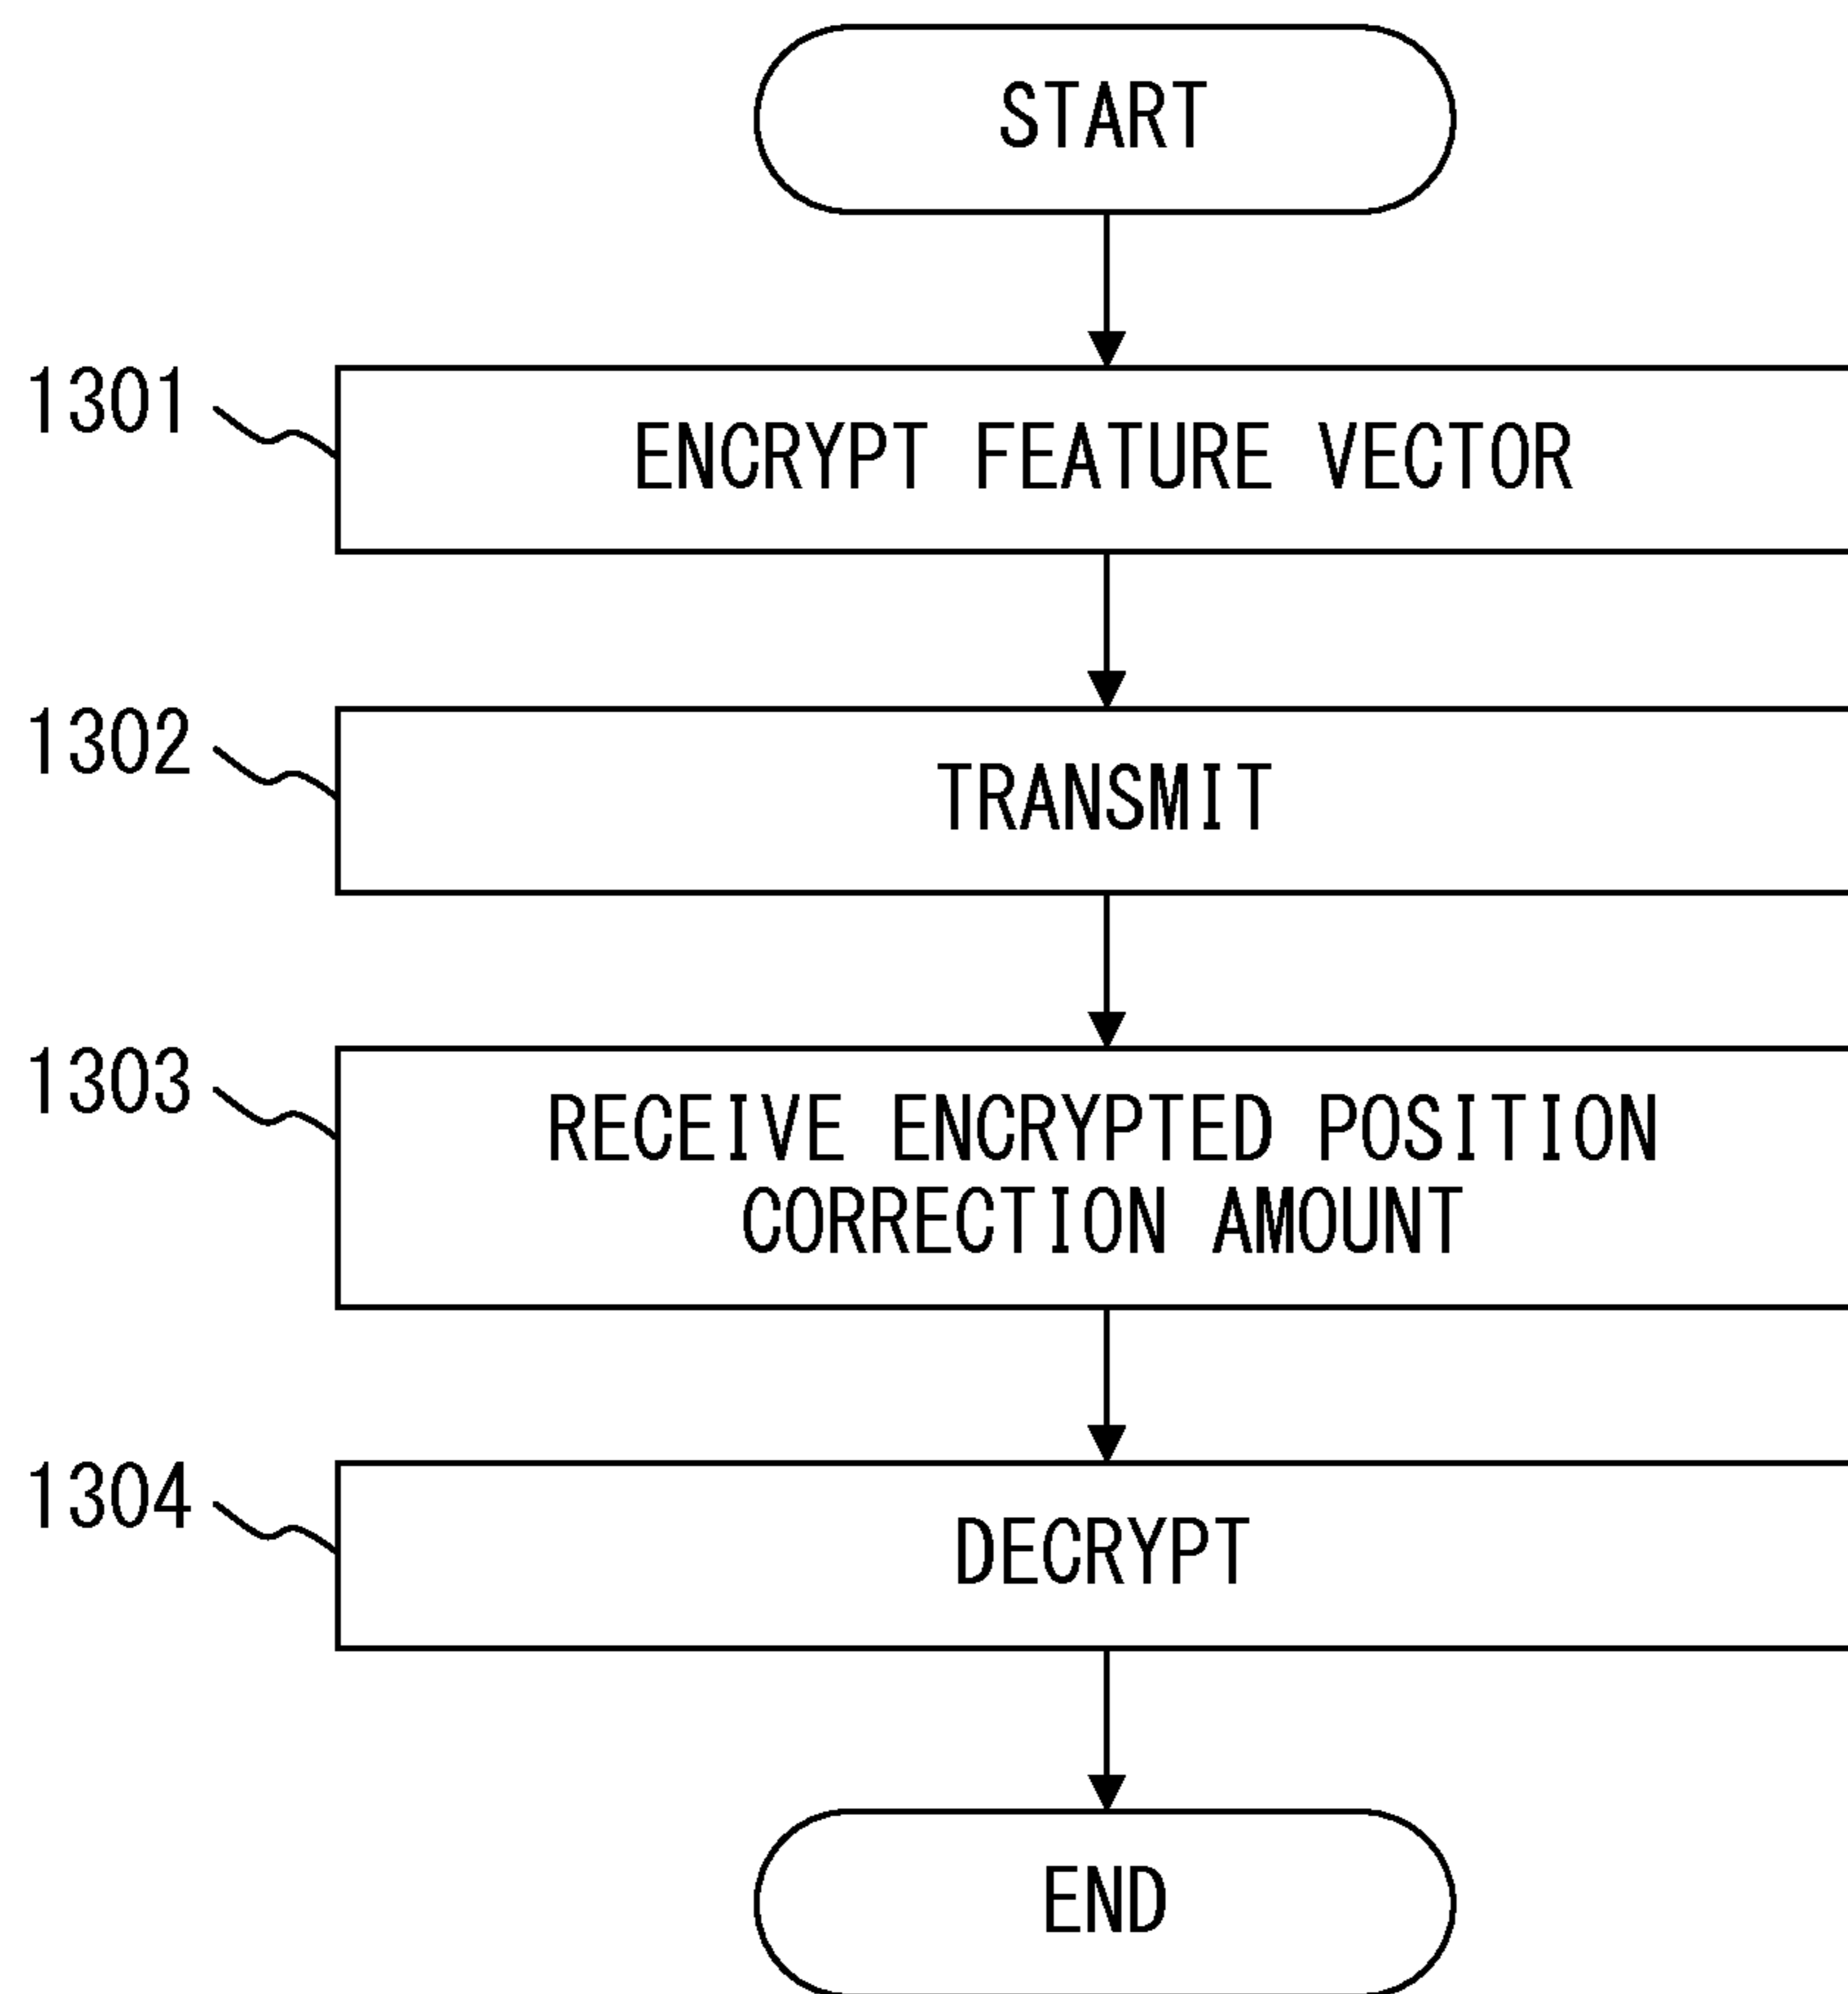 START
1301
ENCRYPT FEATURE VECTOR
1302
TRANSMIT
1303
RECEIVE ENCRYPTED POSITION
CORRECTION AMOUNT
1304
DECRYPT
END